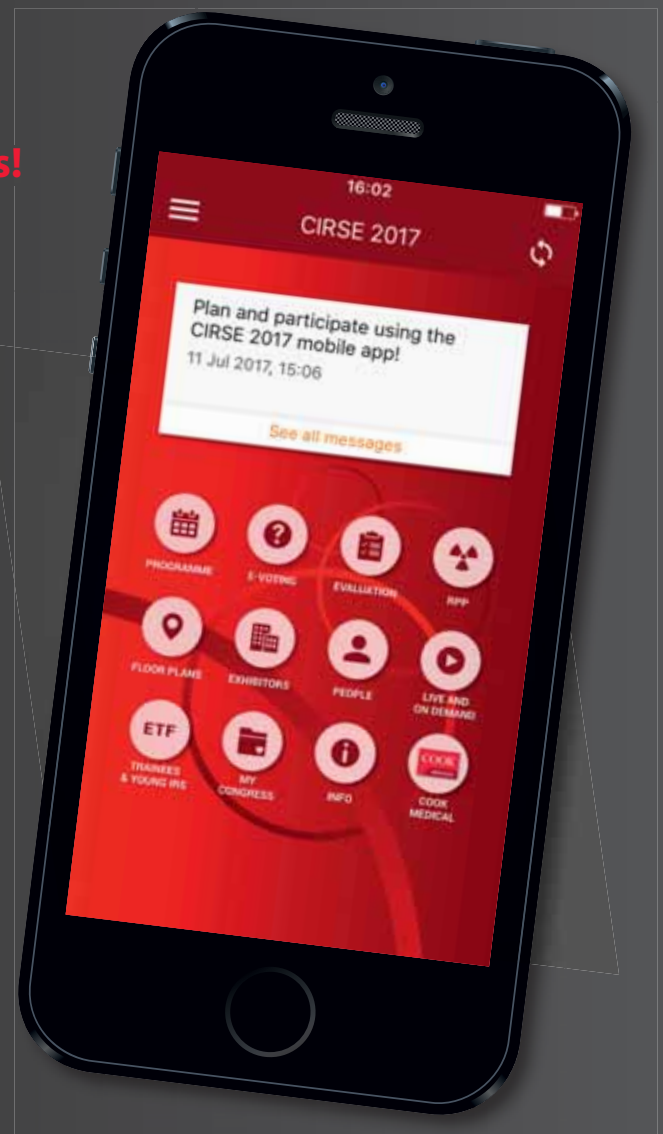 s!
16:02
CIRSE 2017
Plan and participate using the
CIRSE 2017 mobile app!
11 Jul 2017, 15:06
See all messages
PROGRAMME
E-VOTING
EVALUATION
RPP
FLOOR PLANS
EXHIBITORS
PEOPLE
LIVE AND
ON DEMAND
ETF
TRAINEES
& YOUNG IRS
MY
CONGRESS
INFO
COOK
COOK
MEDICAL